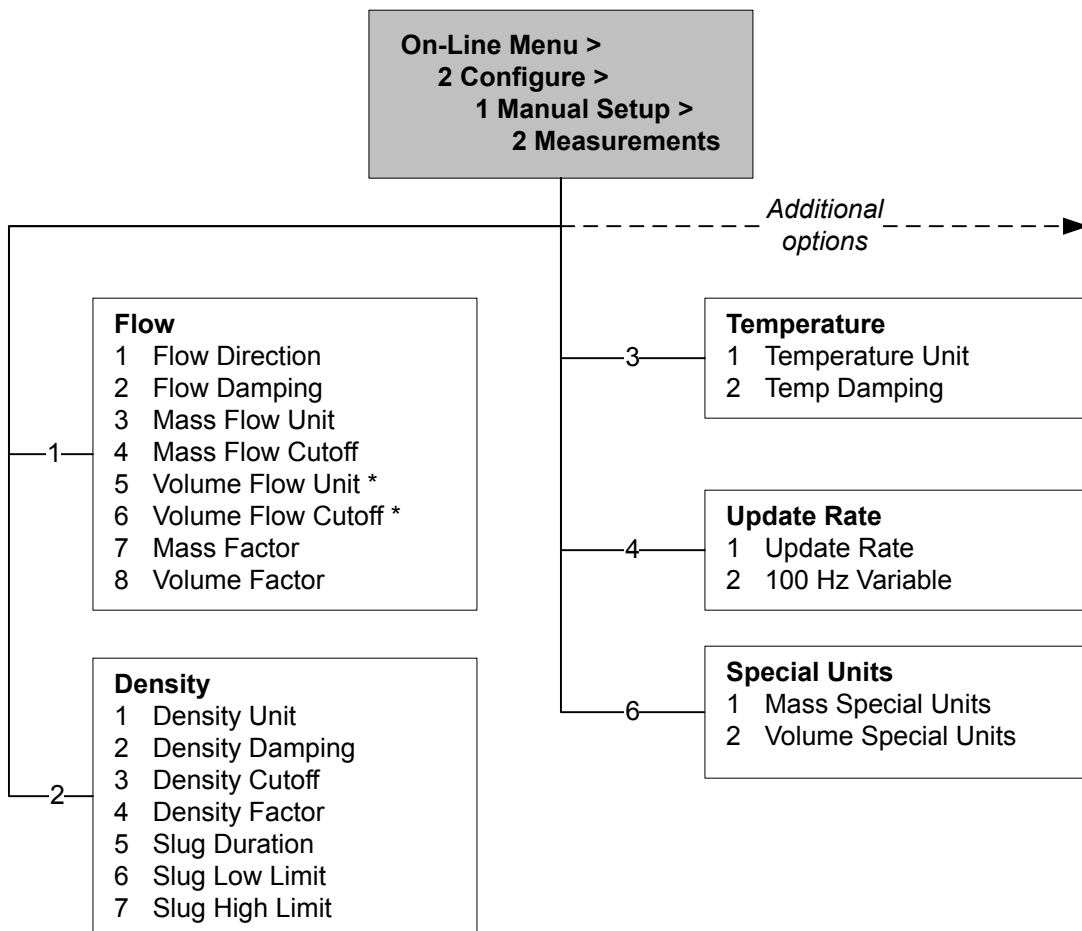 On-Line Menu >
2 Configure >
1 Manual Setup >
2 Measurements
Additional
options
1
Flow
1 Flow Direction
2 Flow Damping
3 Mass Flow Unit
4 Mass Flow Cutoff
5 Volume Flow Unit *
6 Volume Flow Cutoff *
7 Mass Factor
8 Volume Factor
2
Density
1 Density Unit
2 Density Damping
3 Density Cutoff
4 Density Factor
5 Slug Duration
6 Slug Low Limit
7 Slug High Limit
3
Temperature
1 Temperature Unit
2 Temp Damping
4
Update Rate
1 Update Rate
2 100 Hz Variable
6
Special Units
1 Mass Special Units
2 Volume Special Units